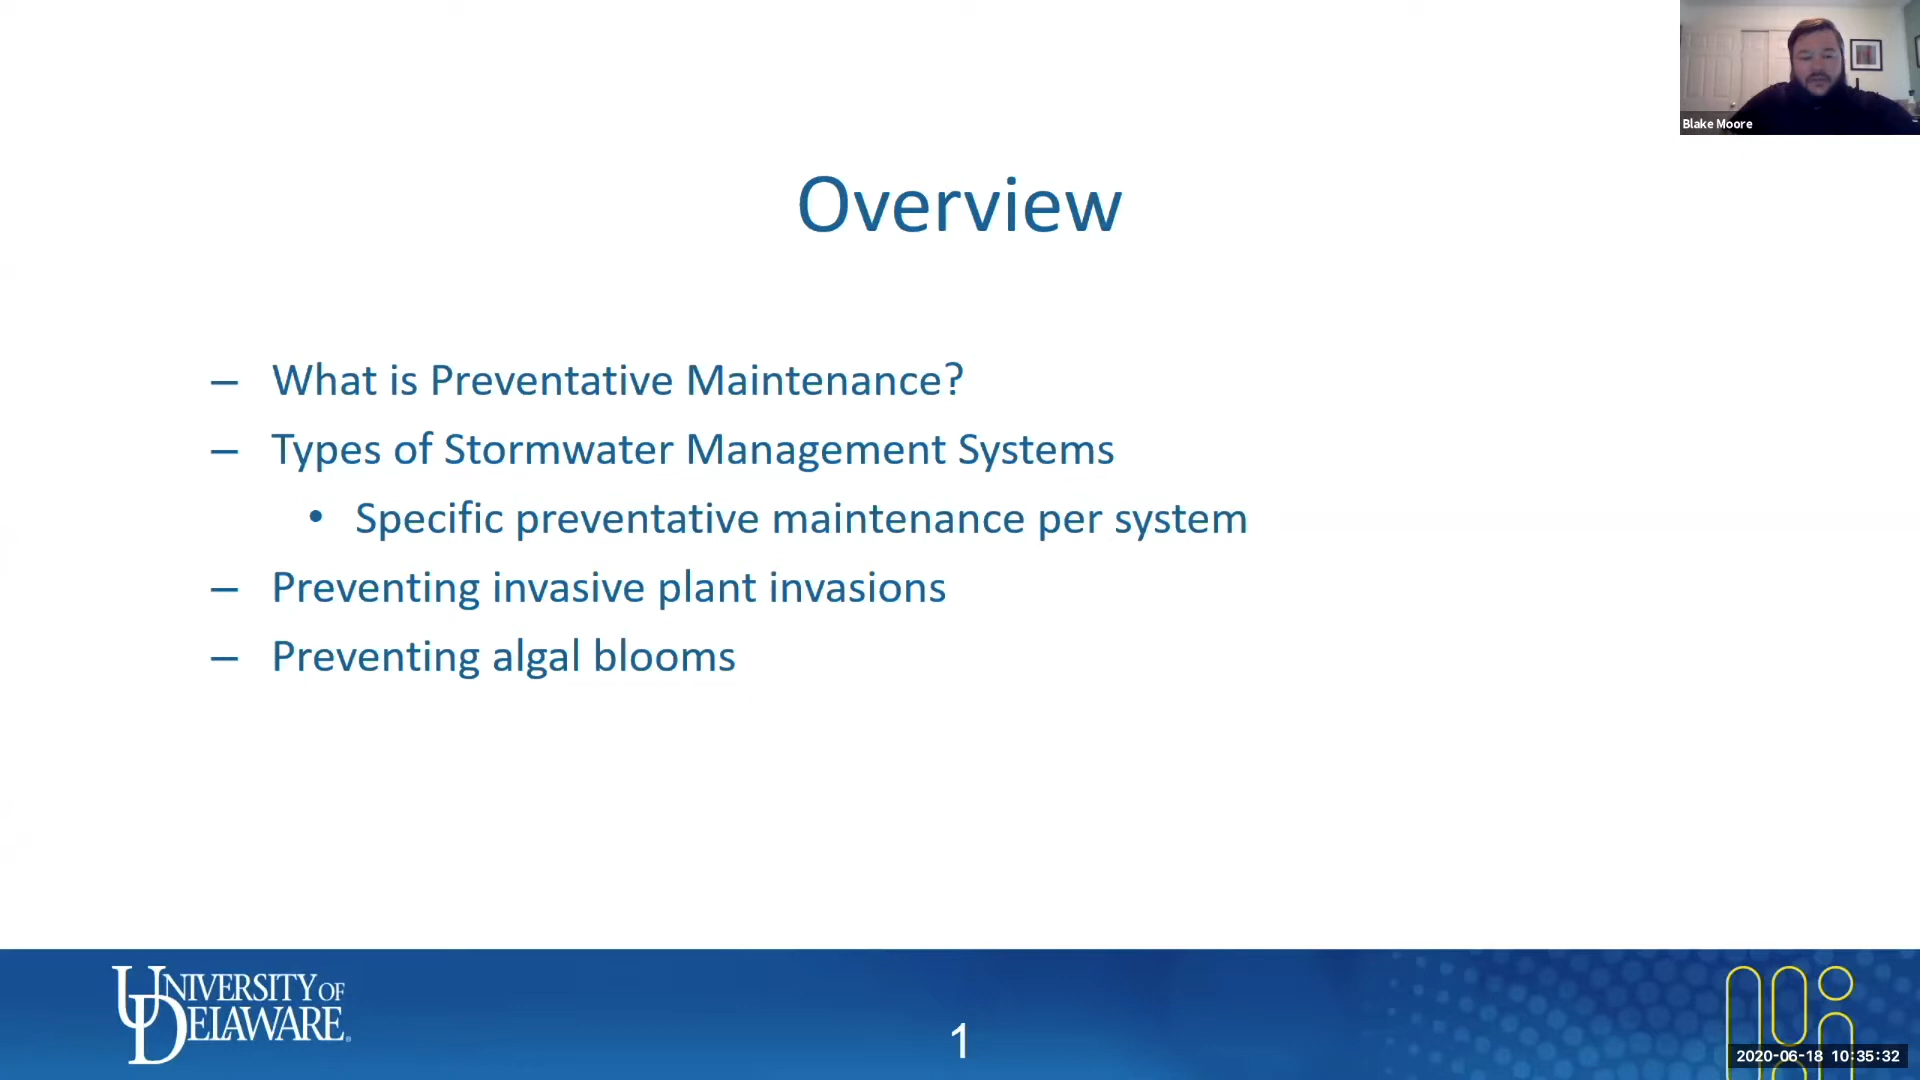 Blake Moore
Overview
– What is Preventative Maintenance?
– Types of Stormwater Management Systems
• Specific preventative maintenance per system
– Preventing invasive plant invasions
– Preventing algal blooms
UNIVERSITY OF
DELAWARE
1
2020-06-18 10:35:32